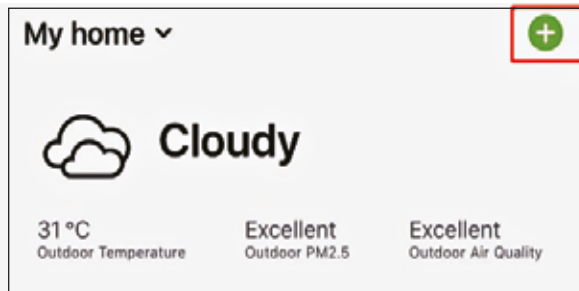 My home
Cloudy
31 °C Excellent Excellent
Outdoor Temperature Outdoor PM2.5 Outdoor Air Quality